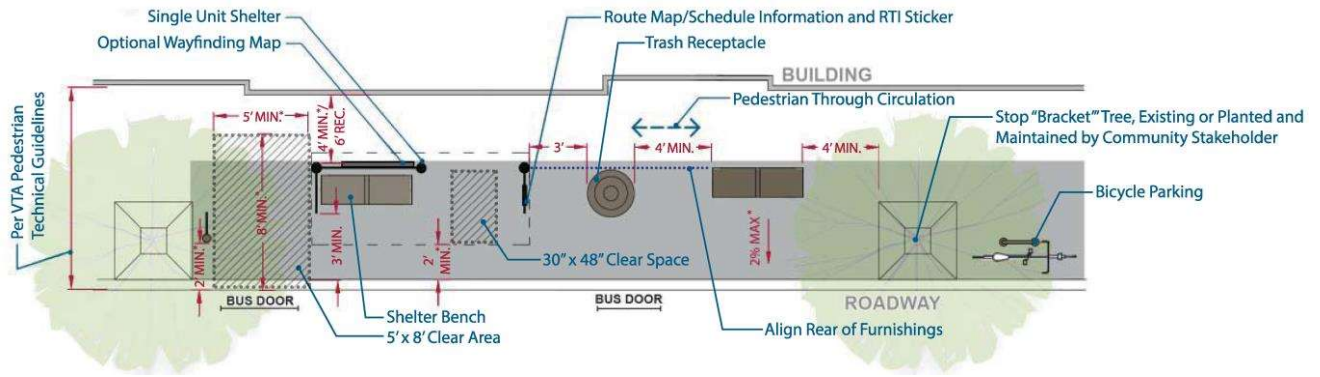 Single Unit Shelter
Optional Wayfinding Map
Route Map/Schedule Information and RTI Sticker
Trash Receptacle
BUILDING
Pedestrian Through Circulation
Stop "Bracket" Tree, Existing or Planted and
Maintained by Community Stakeholder
Bicycle Parking
Per VTA Pedestrian
Technical Guidelines
5' MIN.*
4' MIN.*/
6' REC.
3'
4' MIN.
4' MIN.
8' MIN.*
2' MIN.*
3' MIN.
2'
MIN.*
2% MAX*
30" x 48" Clear Space
BUS DOOR
BUS DOOR
ROADWAY
Shelter Bench
5' x 8' Clear Area
Align Rear of Furnishings